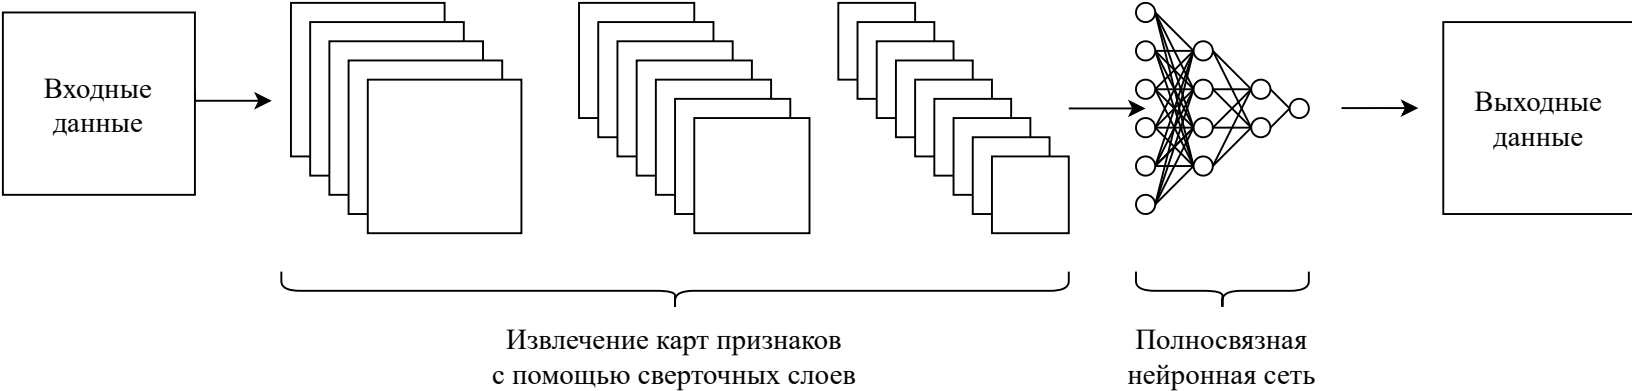 Входные
данные
Выходные
данные
Извлечение карт признаков
с помощью сверточных слоев
Полносвязная
нейронная сеть